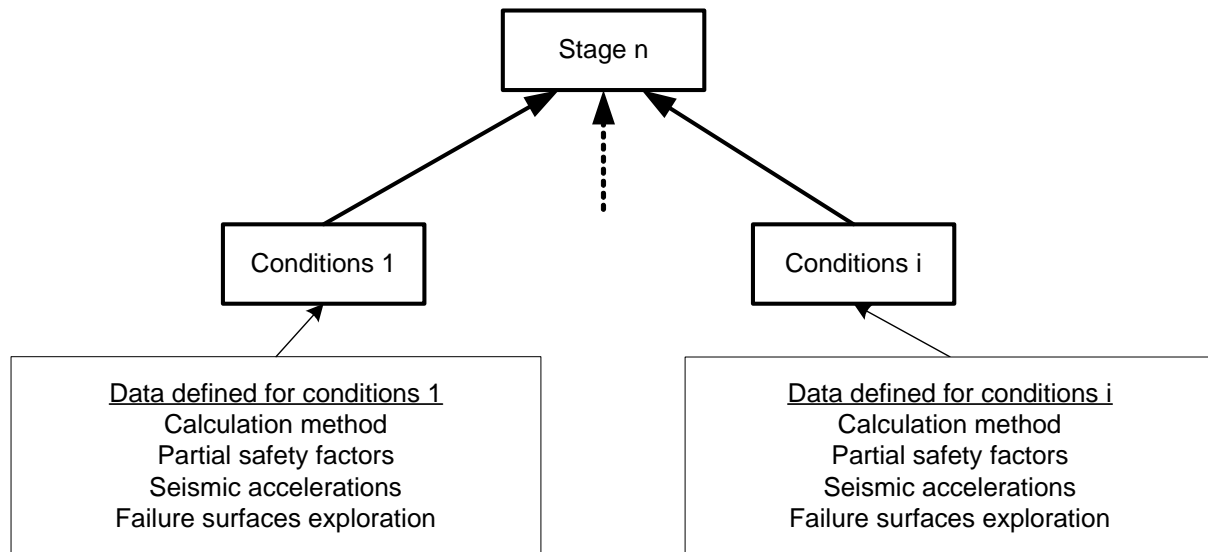 Stage n
Conditions 1
Conditions i
Data defined for conditions 1
Calculation method
Partial safety factors
Seismic accelerations
Failure surfaces exploration
Data defined for conditions i
Calculation method
Partial safety factors
Seismic accelerations
Failure surfaces exploration